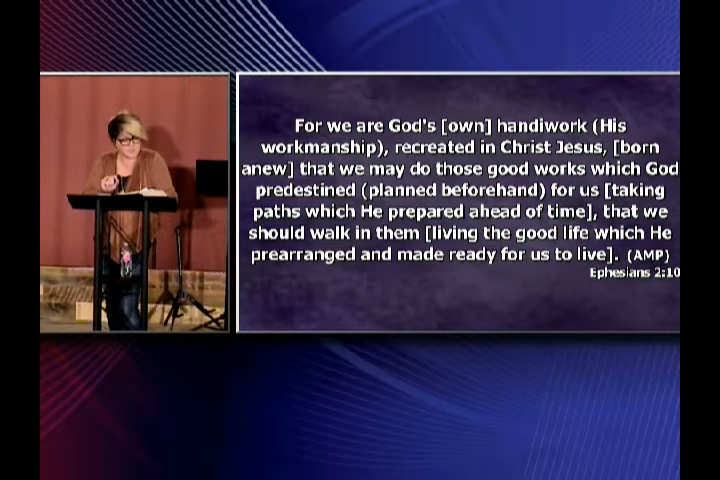 For we are God's [own] handiwork (His
workmanship), recreated in Christ Jesus, [born
anew] that we may do those good works which God
predestined (planned beforehand) for us [taking
paths which He prepared ahead of time], that we
should walk in them [living the good life which He
prearranged and made ready for us to live]. (AMP)
Ephesians 2:10